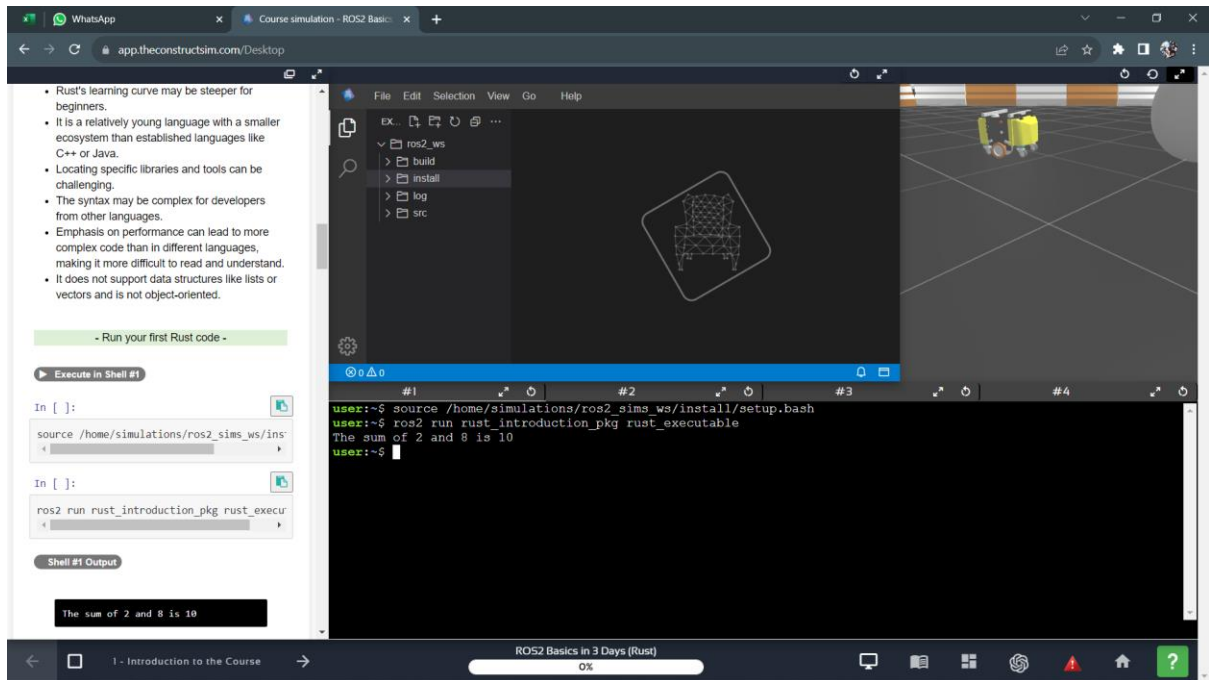 WhatsApp
Course simulation - ROS2 Basics
app.theconstructsim.com/Desktop
Rust's learning curve may be steeper for
beginners.
It is a relatively young language with a smaller
ecosystem than established languages like
C++ or Java.
Locating specific libraries and tools can be
challenging.
The syntax may be complex for developers
from other languages.
Emphasis on performance can lead to more
complex code than in different languages,
making it more difficult to read and understand.
It does not support data structures like lists or
vectors and is not object-oriented.
- Run your first Rust code -
Execute in Shell #1
In [ ]:
source /home/simulations/ros2_sims_ws/ins
In [ ]:
ros2 run rust_introduction_pkg rust_execu
Shell #1 Output
The sum of 2 and 8 is 10
File Edit Selection View Go Help
EX...
ros2_ws
build
install
log
src
0 0
#1 #2 #3 #4
user:~$ source /home/simulations/ros2_sims_ws/install/setup.bash
user:~$ ros2 run rust_introduction_pkg rust_executable
The sum of 2 and 8 is 10
user:~$
1 - Introduction to the Course
ROS2 Basics in 3 Days (Rust)
0%
?